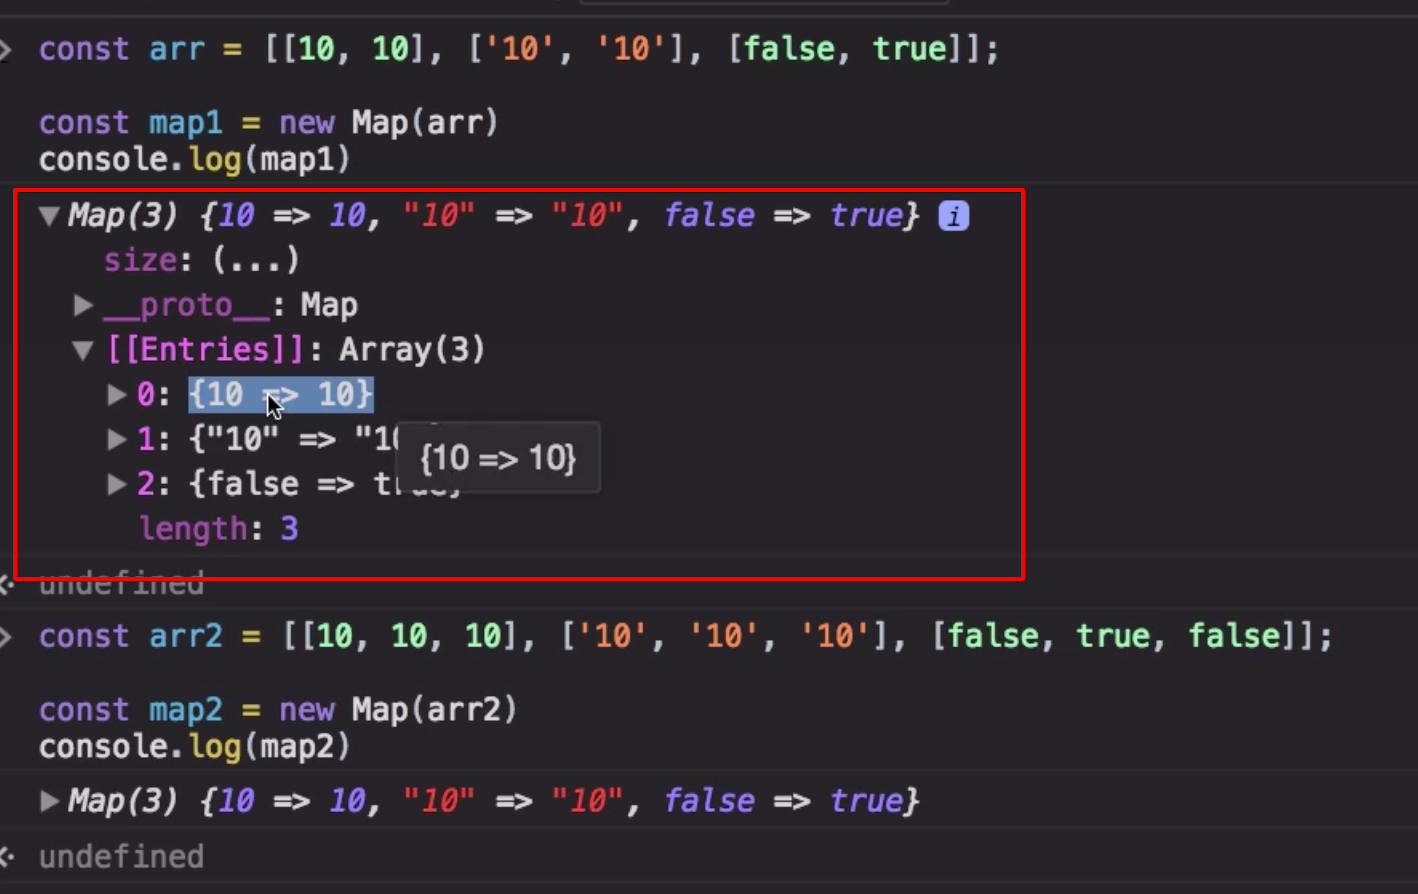 const arr = [[10, 10], ['10', '10'], [false, true]];
const map1 = new Map(arr)
console.log(map1)
Map(3) {10 => 10, "10" => "10", false => true} i
size: (...)
__proto__: Map
[[Entries]]: Array(3)
0: {10 => 10}
1: {"10" => "10
{10 => 10}
2: {false => true}
length: 3
undefined
const arr2 = [[10, 10, 10], ['10', '10', '10'], [false, true, false]];
const map2 = new Map(arr2)
console.log(map2)
Map(3) {10 => 10, "10" => "10", false => true}
undefined